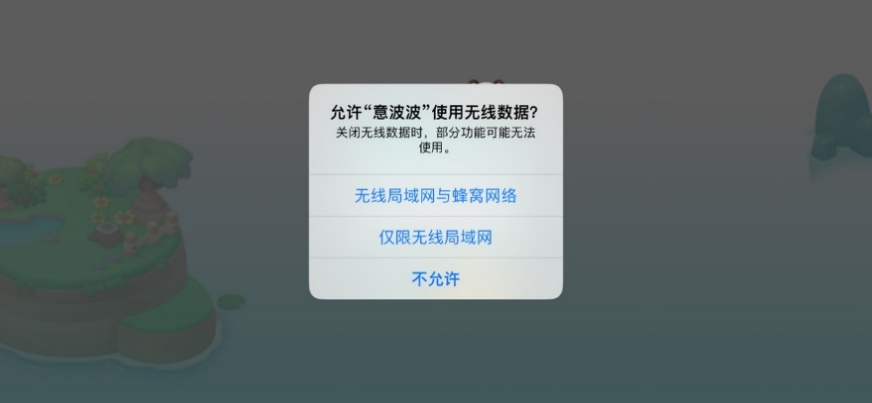 允许“意波波”使用无线数据？
关闭无线数据时，部分功能可能无法
使用。
无线局域网与蜂窝网络
仅限无线局域网
不允许